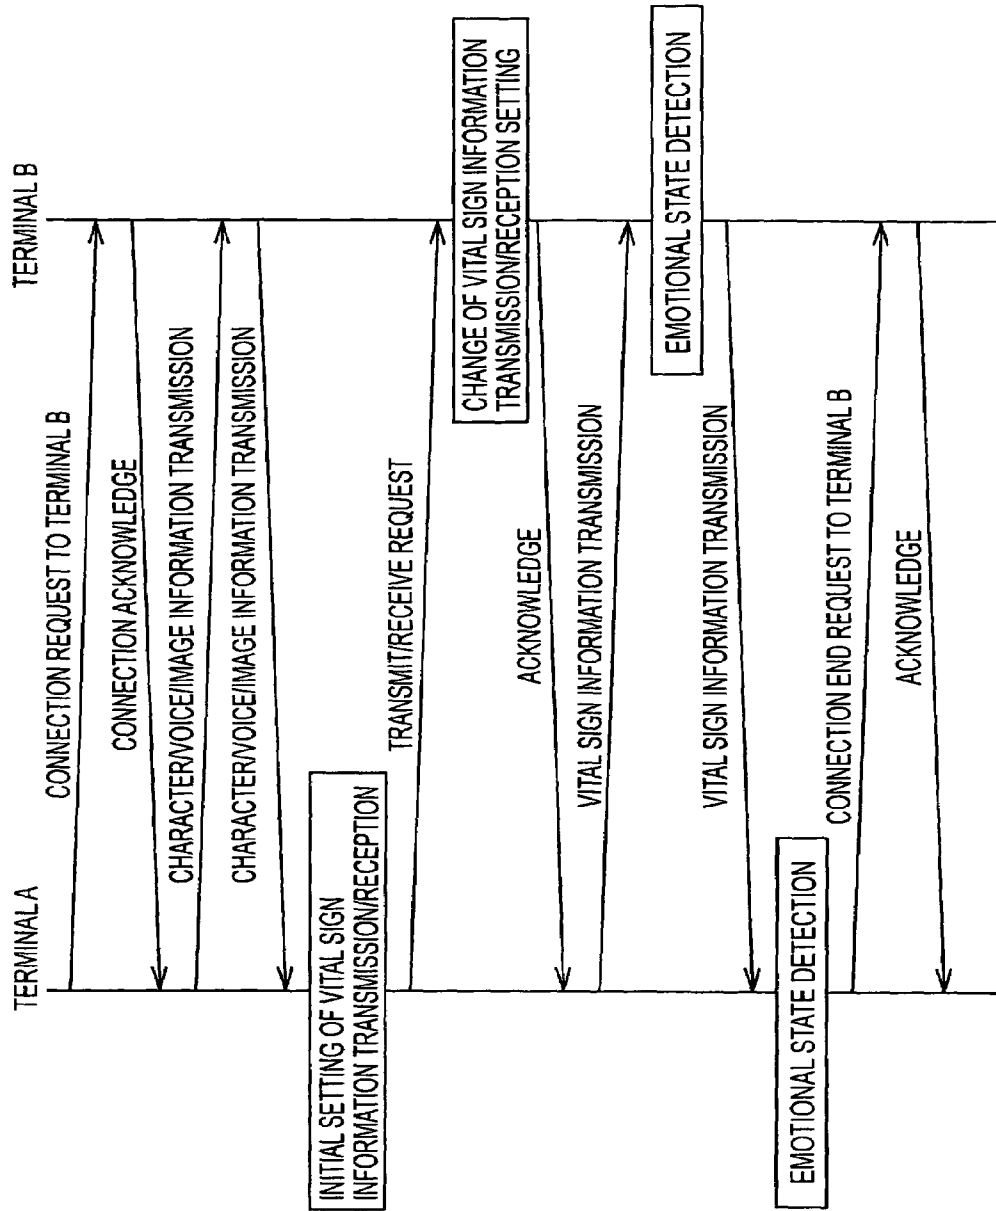 TERMINAL A
TERMINAL B
CONNECTION REQUEST TO TERMINAL B
CONNECTION ACKNOWLEDGE
CHARACTER/VOICE/IMAGE INFORMATION TRANSMISSION
CHARACTER/VOICE/IMAGE INFORMATION TRANSMISSION
INITIAL SETTING OF VITAL SIGN
INFORMATION TRANSMISSION/RECEPTION
TRANSMIT/RECEIVE REQUEST
CHANGE OF VITAL SIGN INFORMATION
TRANSMISSION/RECEPTION SETTING
ACKNOWLEDGE
VITAL SIGN INFORMATION TRANSMISSION
EMOTIONAL STATE DETECTION
VITAL SIGN INFORMATION TRANSMISSION
EMOTIONAL STATE DETECTION
CONNECTION END REQUEST TO TERMINAL B
ACKNOWLEDGE